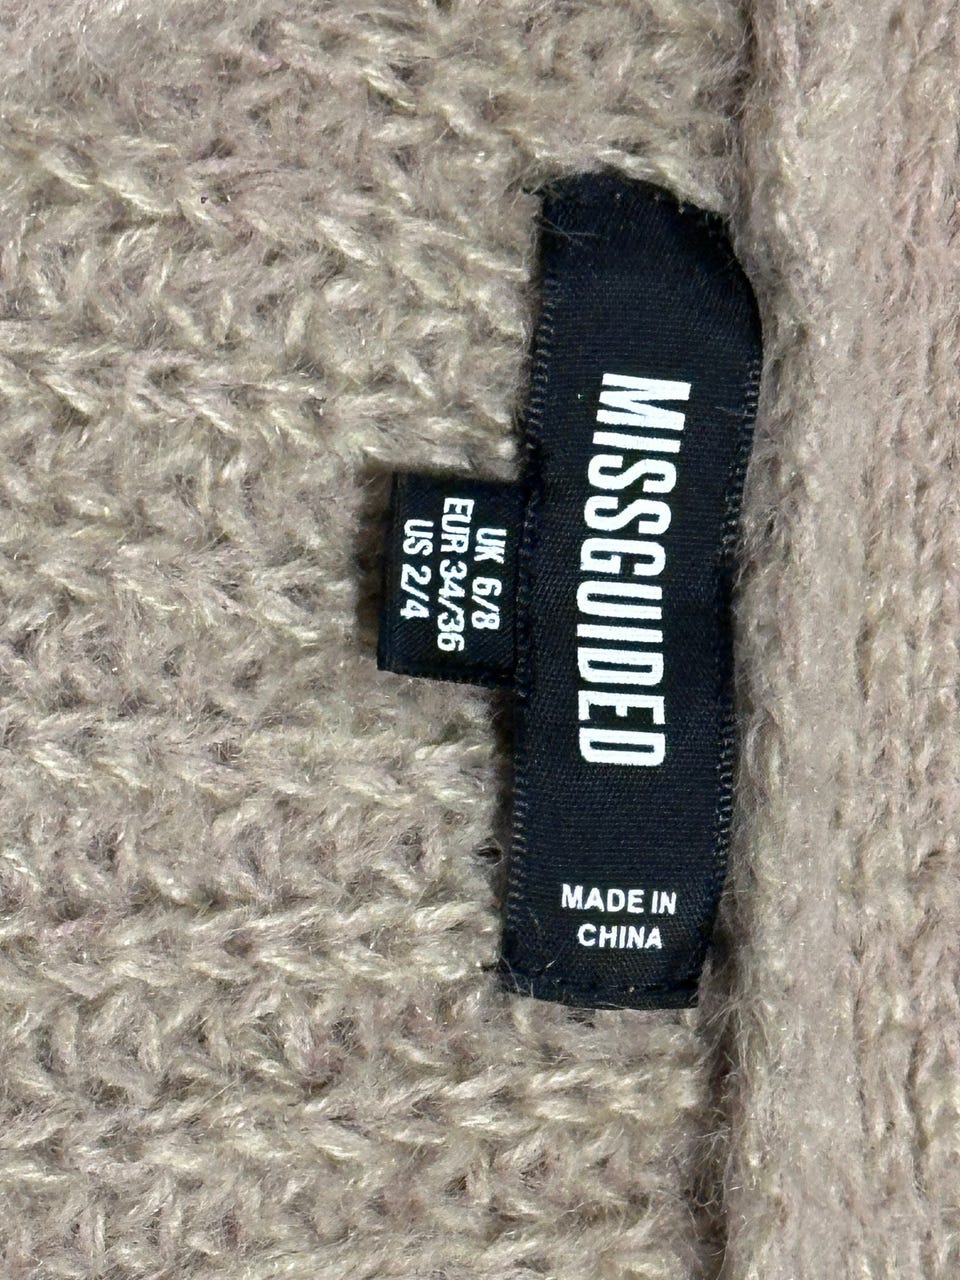 MISSGUIDED
MADE IN
CHINA
UK 6/8
EUR 34/36
US 2/4